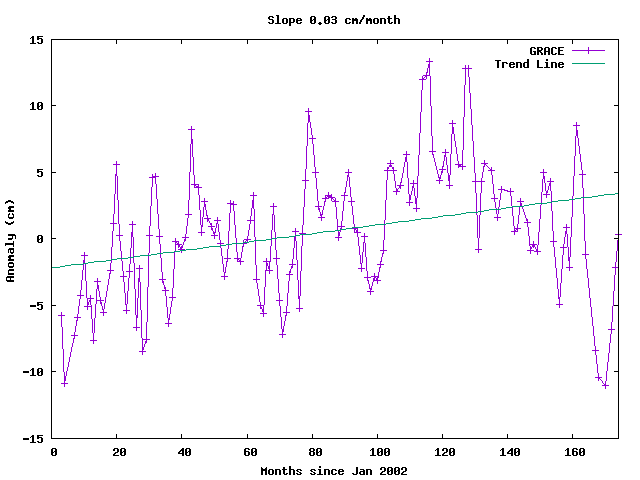 Slope 0.03 cm/month
GRACE
Trend Line
15
10
5
0
-5
-10
-15
Anomaly (cm)
0 20 40 60 80 100 120 140 160
Months since Jan 2002